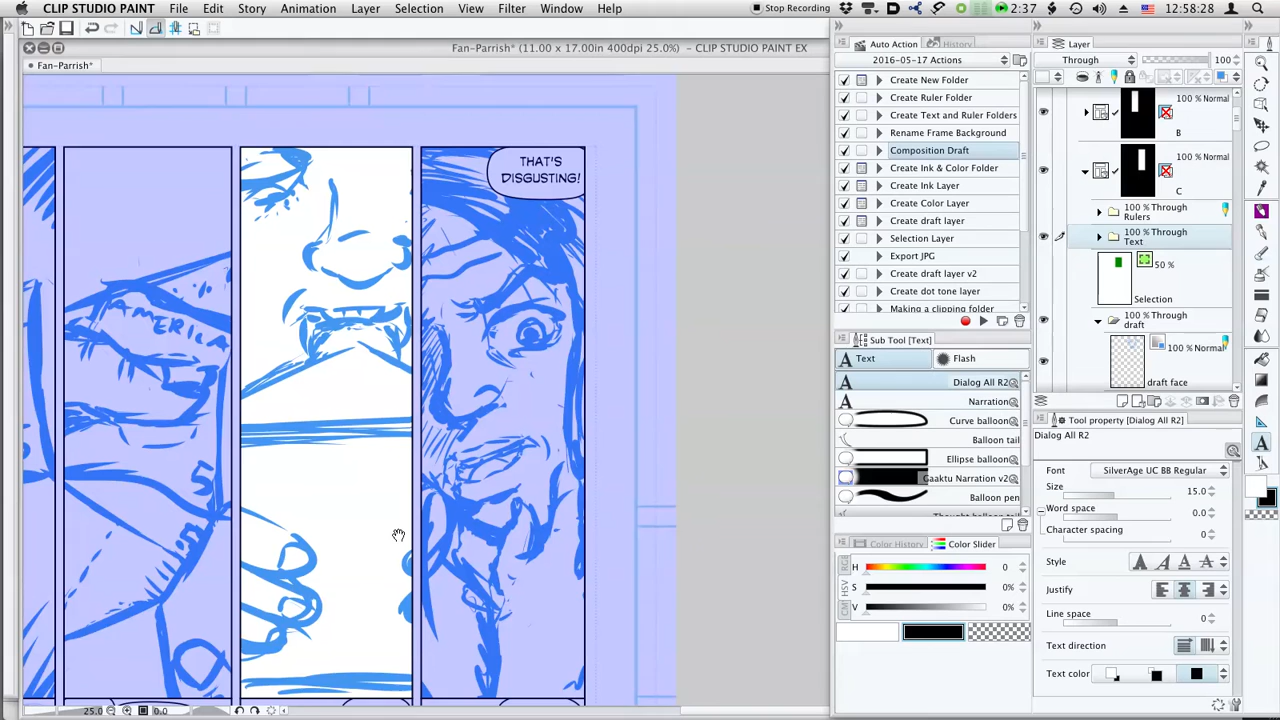 CLIP STUDIO PAINT File Edit Story Animation Layer Selection View Filter Window Help Stop Recording 2:37 12:58:28
Fan-Parrish* (11.00 x 17.00in 400dpi 25.0%) - CLIP STUDIO PAINT EX
Fan-Parrish*
THAT'S
DISGUSTING!
AMERICA
25.0 0.0
Auto Action History
2016-05-17 Actions
Create New Folder
Create Ruler Folder
Create Text and Ruler Folders
Rename Frame Background
Composition Draft
Create Ink & Color Folder
Create Ink Layer
Create Color Layer
Create draft layer
Selection Layer
Export JPG
Create draft layer v2
Create dot tone layer
Making a clipping folder
Sub Tool [Text]
Text Flash
Dialog All R2
Narration
Curve balloon
Balloon tail
Ellipse balloon
Gaaktu Narration v2
Balloon pen
Thought balloon tail
Color History Color Slider
RGB
HSV
CM
H 0
S 0%
V 0%
Layer
Through 100
100 % Normal
B
100 % Normal
C
100 % Through
Rulers
100 % Through
Text
50 %
Selection
100 % Through
draft
100 % Normal
draft face
Tool property [Dialog All R2]
Dialog All R2
Font SilverAge UC BB Regular
Size 15.0
Word space 0.0
Character spacing 0
Style A A A A
Justify
Line space 0
Text direction
Text color